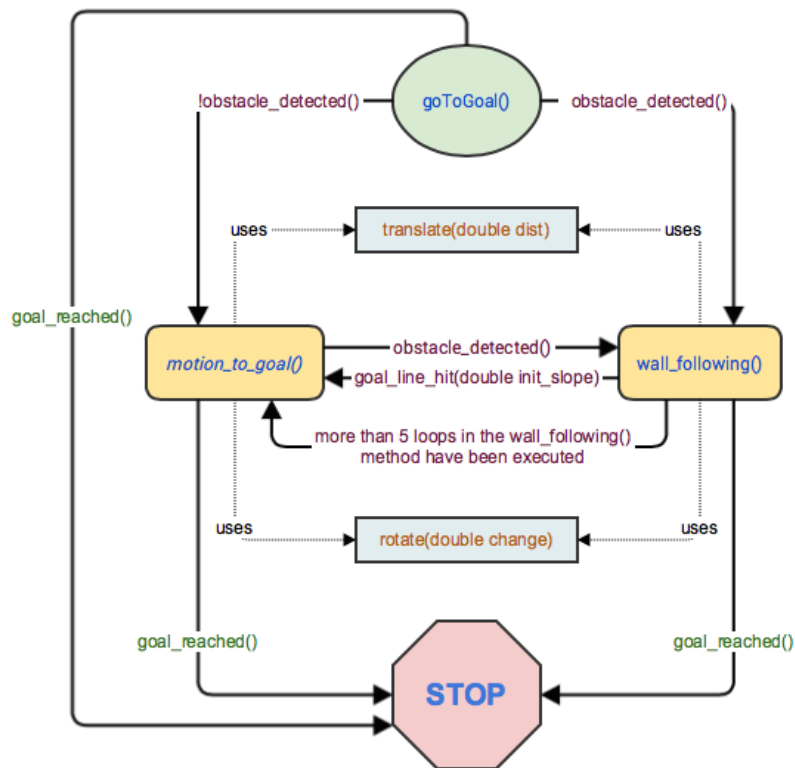 goToGoal()
!obstacle_detected()
obstacle_detected()
translate(double dist)
uses
uses
goal_reached()
motion_to_goal()
obstacle_detected()
wall_following()
goal_line_hit(double init_slope)
more than 5 loops in the wall_following()
method have been executed
uses
uses
rotate(double change)
goal_reached()
goal_reached()
STOP